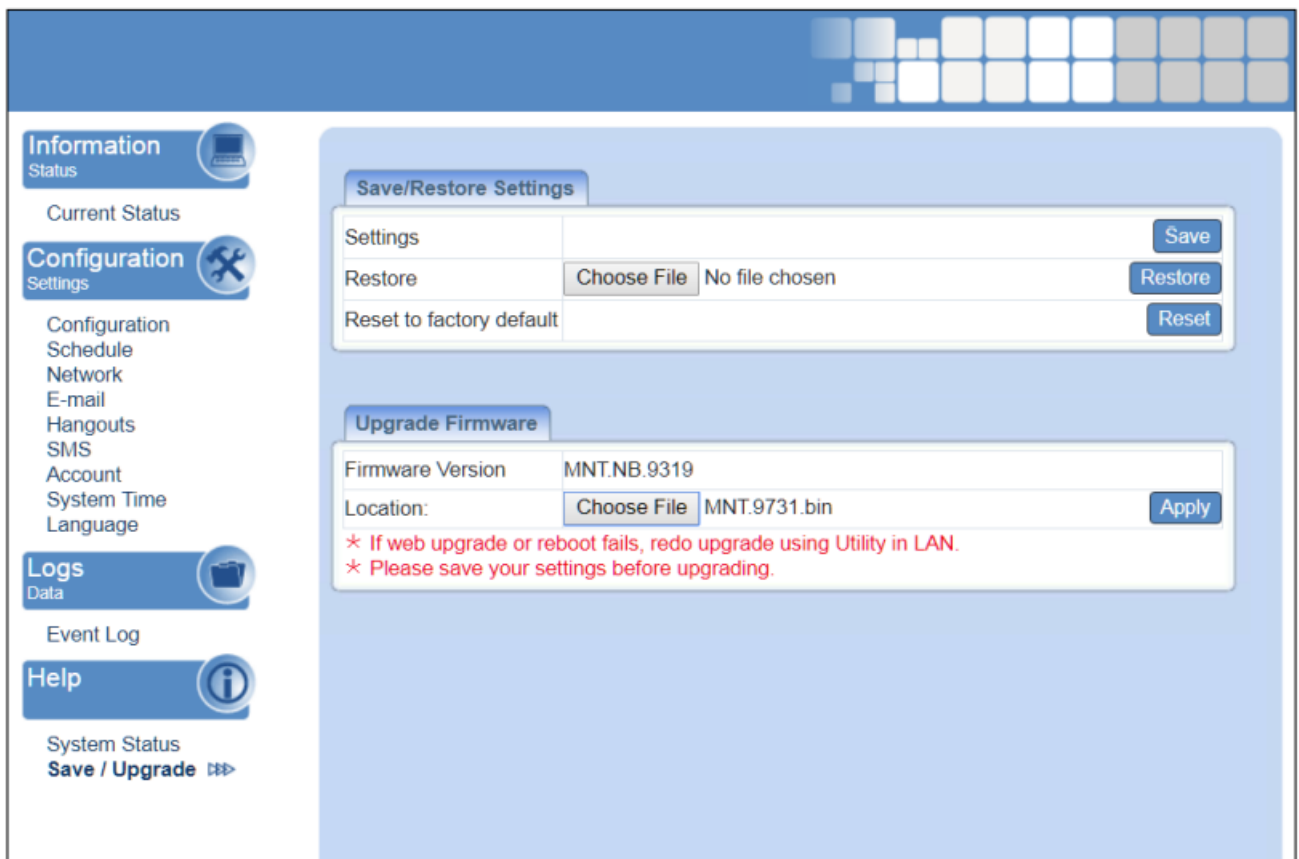 Information
Status
Current Status
Configuration
Settings
Configuration
Schedule
Network
E-mail
Hangouts
SMS
Account
System Time
Language
Logs
Data
Event Log
Help
System Status
Save / Upgrade
Save/Restore Settings
Settings Save
Restore Choose File No file chosen Restore
Reset to factory default Reset
Upgrade Firmware
Firmware Version MNT.NB.9319
Location: Choose File MNT.9731.bin Apply
* If web upgrade or reboot fails, redo upgrade using Utility in LAN.
* Please save your settings before upgrading.